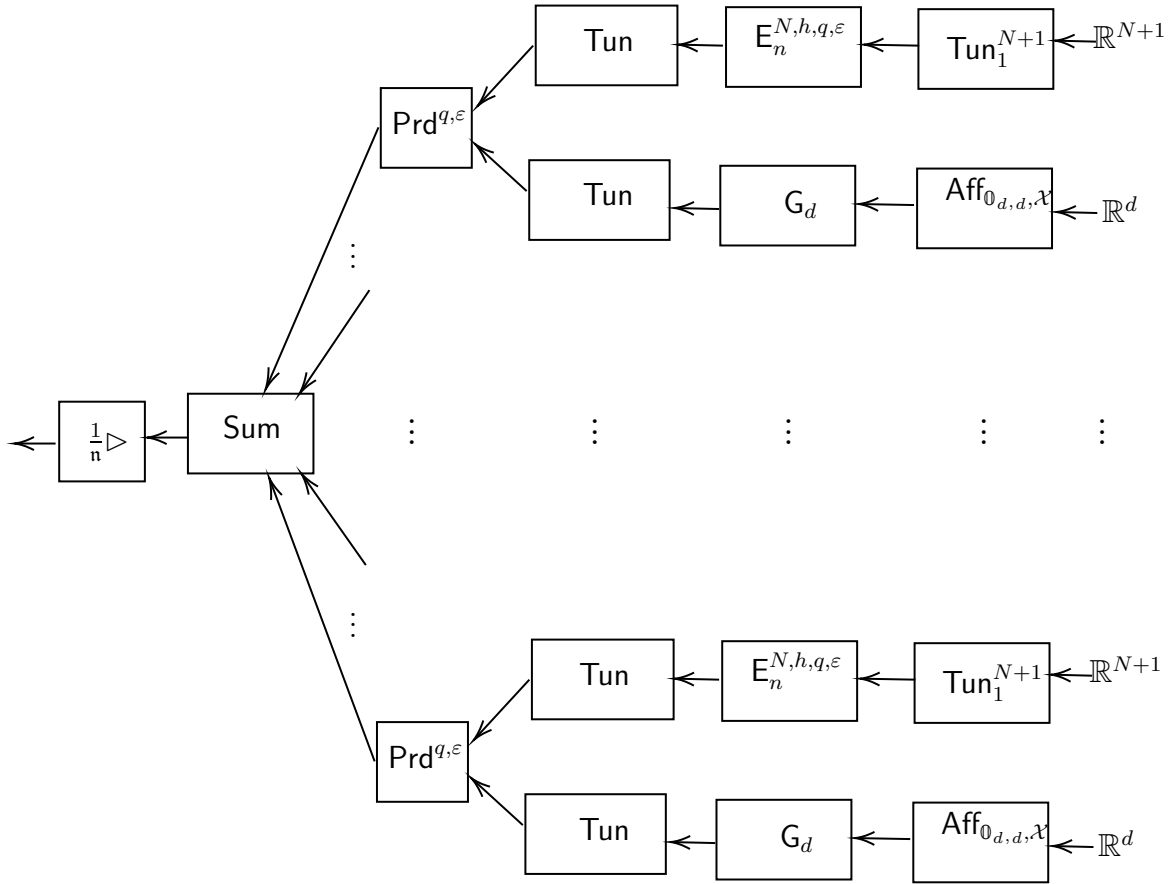 Tun E_n^{N,h,q,ε} Tun_1^{N+1} ℝ^{N+1}
Prd^{q,ε}
Tun G_d Aff_{𝟘_{d,d},𝒳} ℝ^d
⋮
1/𝔫 ▷ Sum ⋮ ⋮ ⋮ ⋮ ⋮
⋮
Tun E_n^{N,h,q,ε} Tun_1^{N+1} ℝ^{N+1}
Prd^{q,ε}
Tun G_d Aff_{𝟘_{d,d},𝒳} ℝ^d